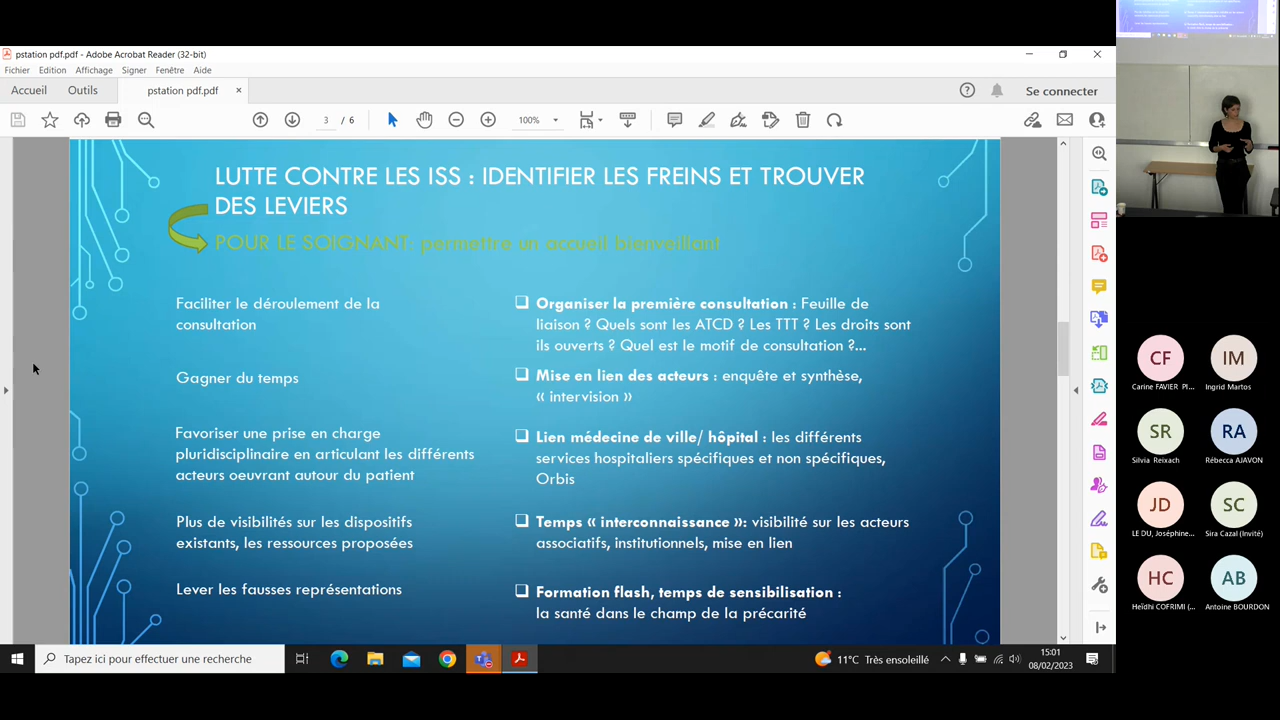 pstation pdf.pdf - Adobe Acrobat Reader (32-bit)
Fichier Edition Affichage Signer Fenêtre Aide
Accueil Outils pstation pdf.pdf × Se connecter
3 / 6 100%
LUTTE CONTRE LES ISS : IDENTIFIER LES FREINS ET TROUVER
DES LEVIERS
POUR LE SOIGNANT: permettre un accueil bienveillant
Faciliter le déroulement de la
consultation
Gagner du temps
Favoriser une prise en charge
pluridisciplinaire en articulant les différents
acteurs oeuvrant autour du patient
Plus de visibilités sur les dispositifs
existants, les ressources proposées
Lever les fausses représentations
Organiser la première consultation : Feuille de
liaison ? Quels sont les ATCD ? Les TTT ? Les droits sont
ils ouverts ? Quel est le motif de consultation ?...
Mise en lien des acteurs : enquête et synthèse,
« intervision »
Lien médecine de ville/ hôpital : les différents
services hospitaliers spécifiques et non spécifiques,
Orbis
Temps « interconnaissance »: visibilité sur les acteurs
associatifs, institutionnels, mise en lien
Formation flash, temps de sensibilisation :
la santé dans le champ de la précarité
CF IM
Carine FAVIER PI... Ingrid Martos
SR RA
Silvia Reixach Rébecca AJAVON
JD SC
LE DU, Joséphine... Sira Cazal (Invité)
HC AB
Heïdhi COFRIMI (... Antoine BOURDON
Tapez ici pour effectuer une recherche
11°C Très ensoleillé
15:01
08/02/2023